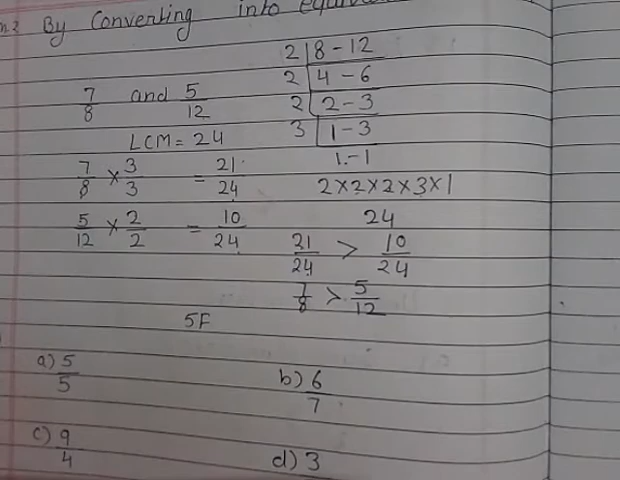 By Converting into
7/8 and 5/12
LCM = 24
7/8 × 3/3 = 21/24
5/12 × 2/2 = 10/24
2 | 8 - 12
2 | 4 - 6
2 | 2 - 3
3 | 1 - 3
1 - 1
2×2×2×3×1
24
21/24 > 10/24
7/8 > 5/12
5F
a) 5/5
b) 6/7
c) 9/4
d) 3